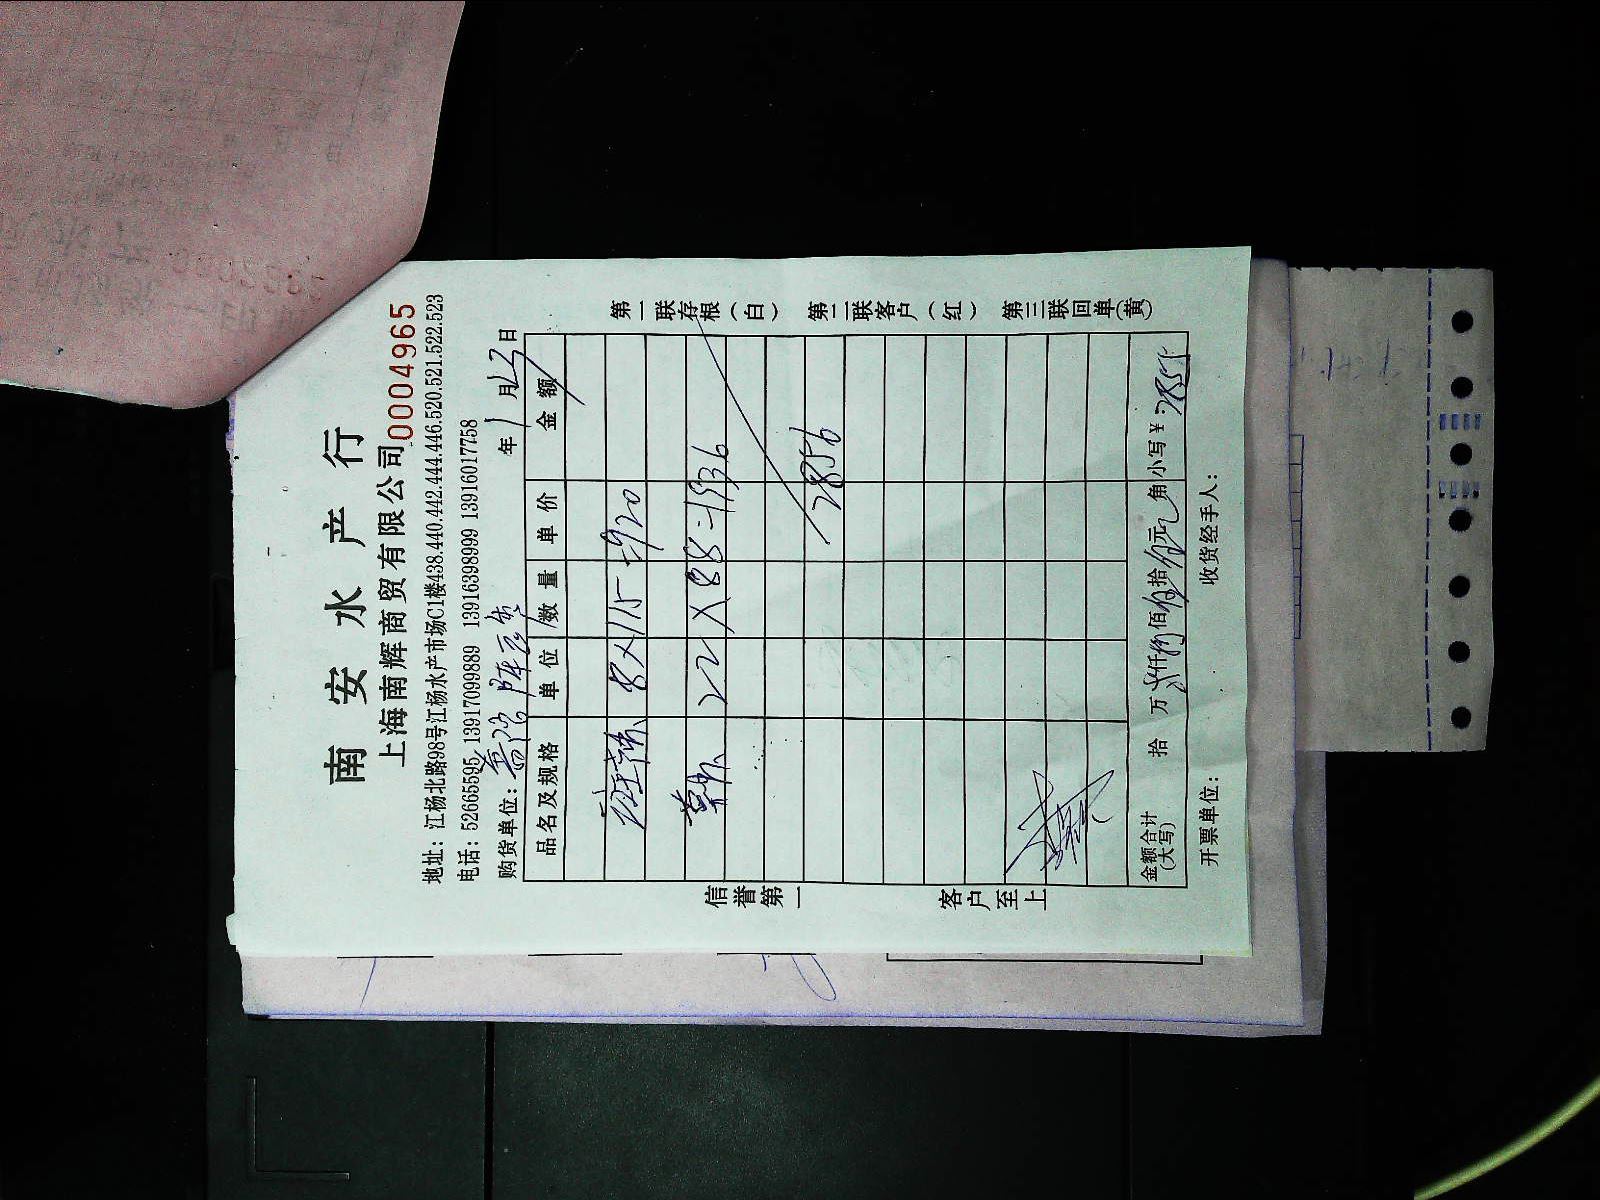 南安水产行
上海南辉商贸有限公司 0004965
地址：江杨北路98号江杨水产市场C1楼438.440.442.444.446.520.521.522.523
电话：52665595 13917099889 13916398999 13916017758
购货单位： 年 1 月 23 日
品名及规格 单位 数量 单价 金额
8×115=920
22×88=1936
2856
金额合计(大写) 拾 万 仟 佰 拾 元 角 小写￥
开票单位： 收货经手人：
信誉第一 客户至上
第一联存根(白) 第二联客户(红) 第三联回单(黄)